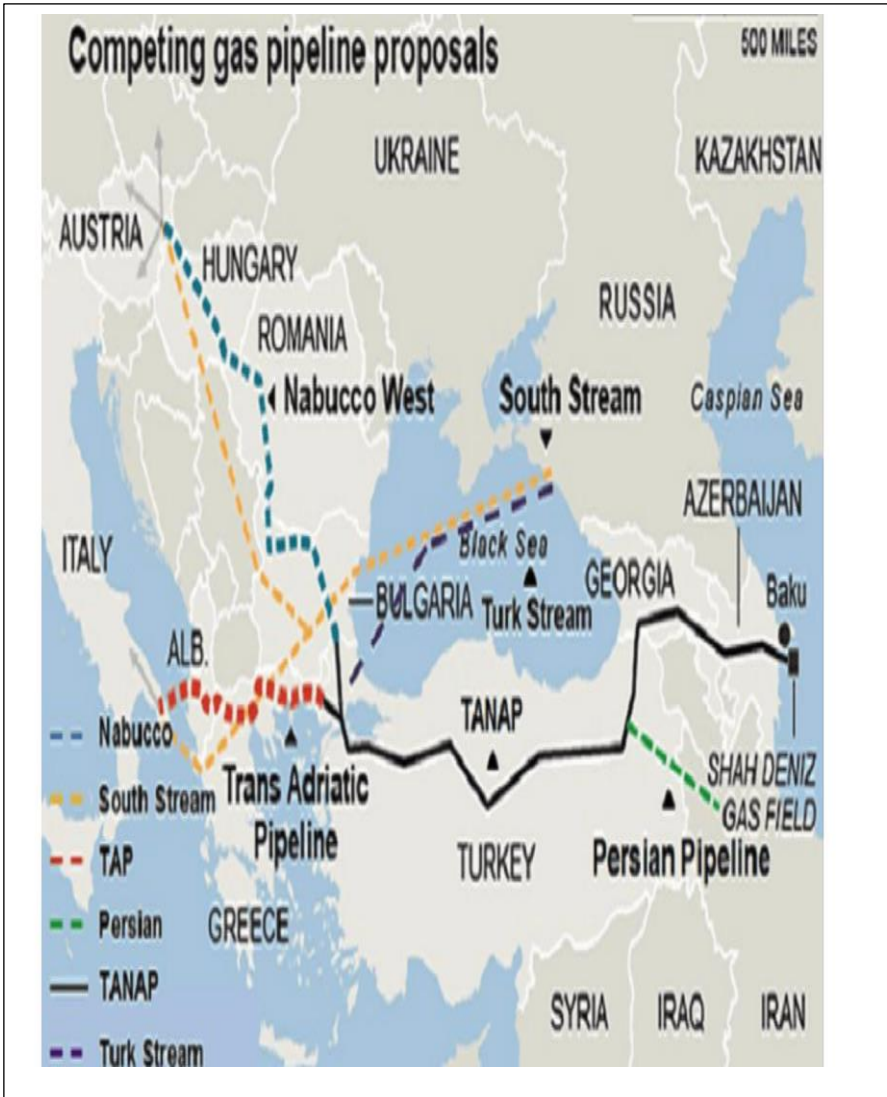 Competing gas pipeline proposals
500 MILES
UKRAINE
KAZAKHSTAN
AUSTRIA
HUNGARY
RUSSIA
ROMANIA
Nabucco West
South Stream
Caspian Sea
AZERBAIJAN
ITALY
Black Sea
GEORGIA
BULGARIA
Baku
Turk Stream
ALB.
TANAP
Nabucco
SHAH DENIZ
GAS FIELD
South Stream
Trans Adriatic
Pipeline
TURKEY
Persian Pipeline
TAP
Persian
GREECE
TANAP
SYRIA
IRAQ
IRAN
Turk Stream